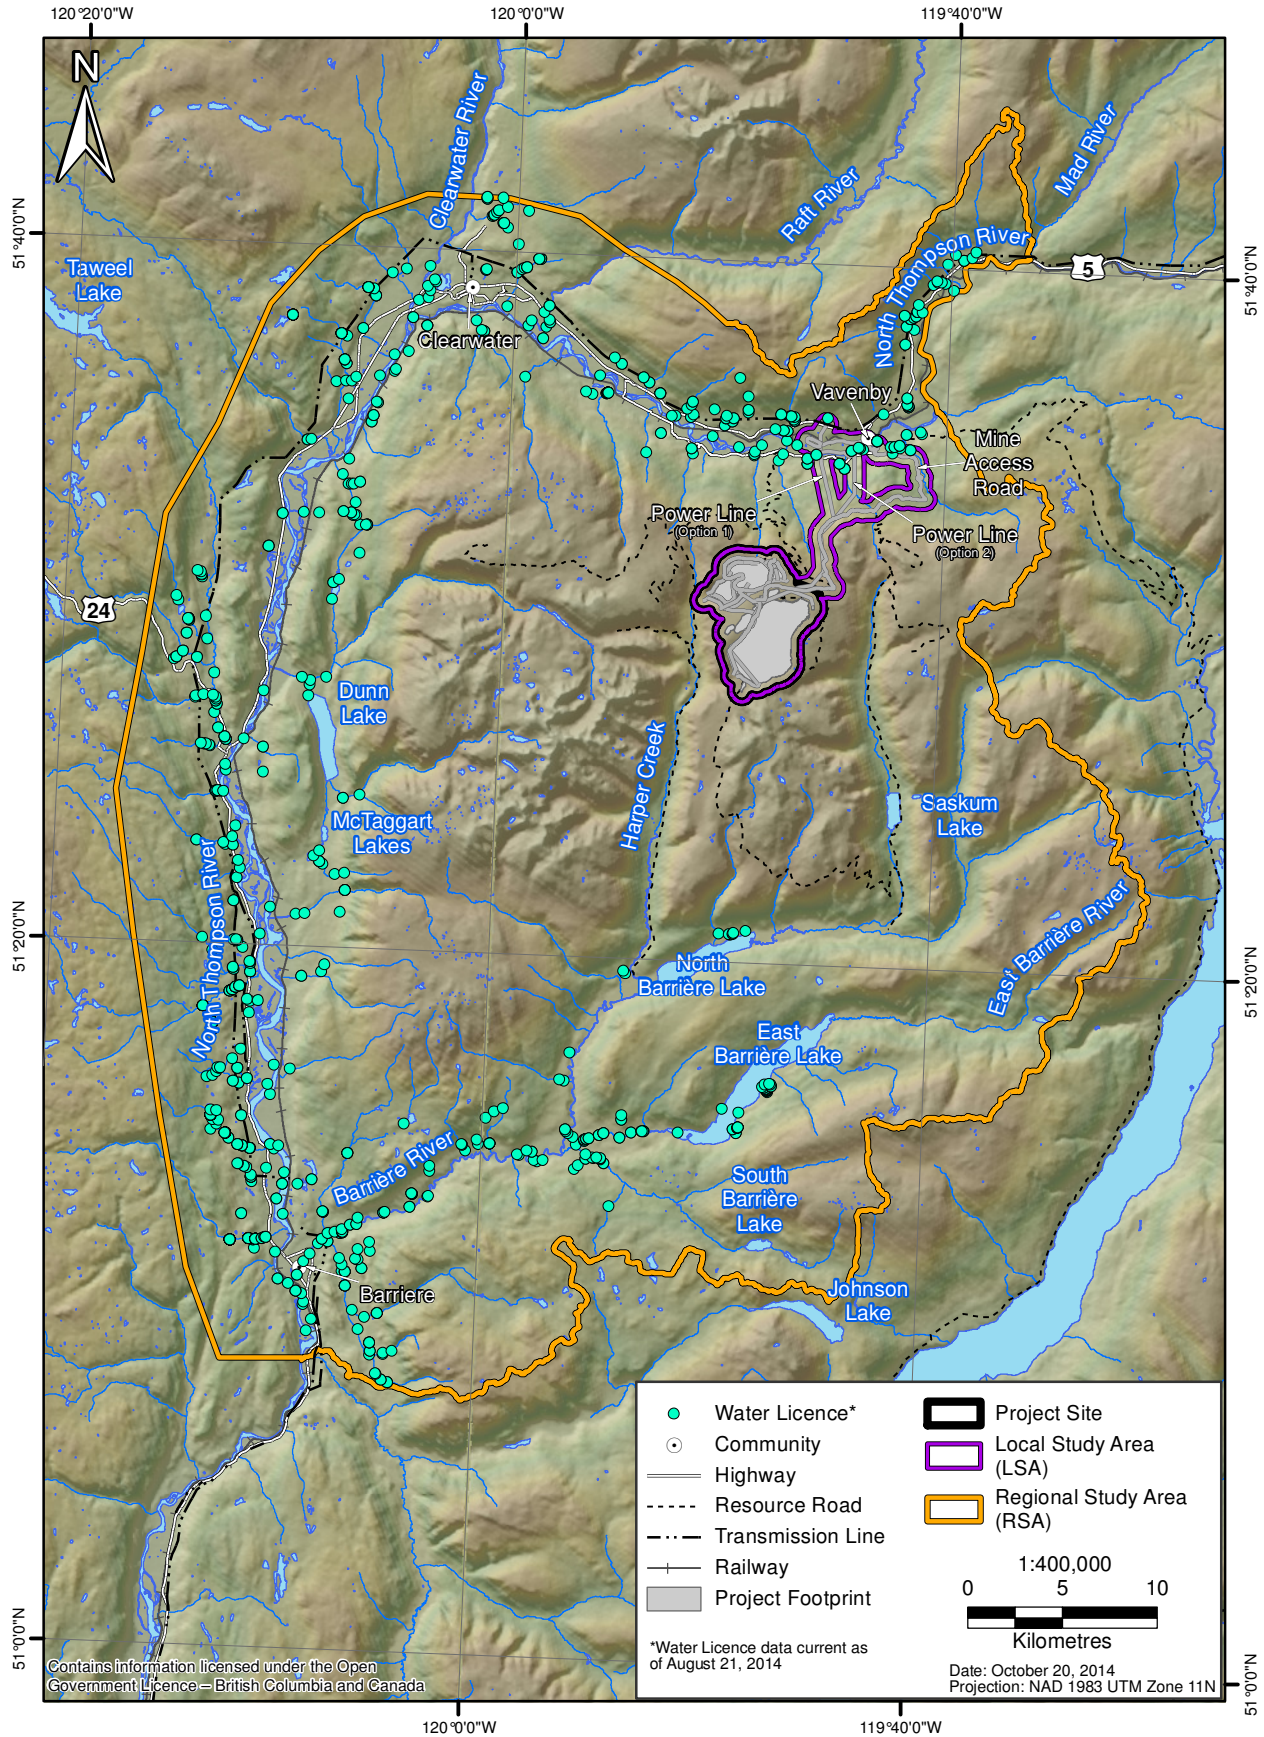 120°20'0"W
120°0'0"W
119°40'0"W
N
Clearwater River
Mad River
Raft River
51°40'0"N
North Thompson River
Taweel
Lake
5
51°40'0"N
Clearwater
Vavenby
Mine
Access
Road
Power Line
(Option 1)
Power Line
(Option 2)
24
Dunn
Lake
Harper Creek
Saskum
Lake
McTaggart
Lakes
North Thompson River
East Barrière River
51°20'0"N
North
Barrière Lake
51°20'0"N
East
Barrière Lake
Barrière River
South
Barrière
Lake
Barriere
Johnson
Lake
Water Licence*
Community
Highway
Resource Road
Transmission Line
Railway
Project Footprint
*Water Licence data current as
of August 21, 2014
Project Site
Local Study Area
(LSA)
Regional Study Area
(RSA)
1:400,000
0 5 10
Kilometres
Date: October 20, 2014
Projection: NAD 1983 UTM Zone 11N
51°0'0"N
51°0'0"N
Contains information licensed under the Open
Government Licence – British Columbia and Canada
120°0'0"W
119°40'0"W